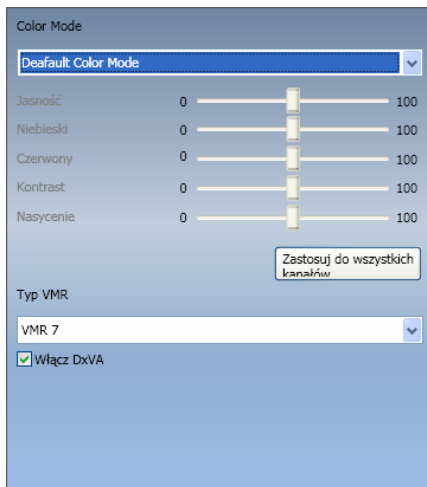 Color Mode
Deafault Color Mode
Jasność 0 100
Niebieski 0 100
Czerwony 0 100
Kontrast 0 100
Nasycenie 0 100
Zastosuj do wszystkich
kanałów
Typ VMR
VMR 7
Włącz DxVA